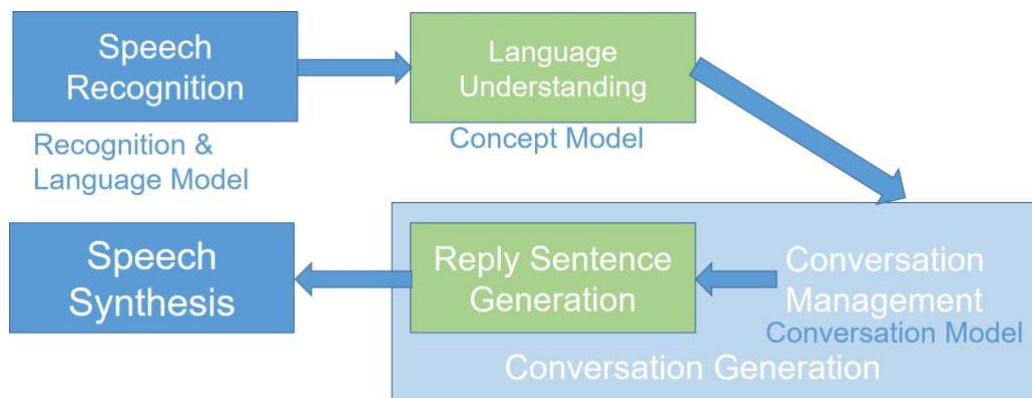 Speech
Recognition
Recognition &
Language Model
Language
Understanding
Concept Model
Speech
Synthesis
Reply Sentence
Generation
Conversation
Management
Conversation Model
Conversation Generation